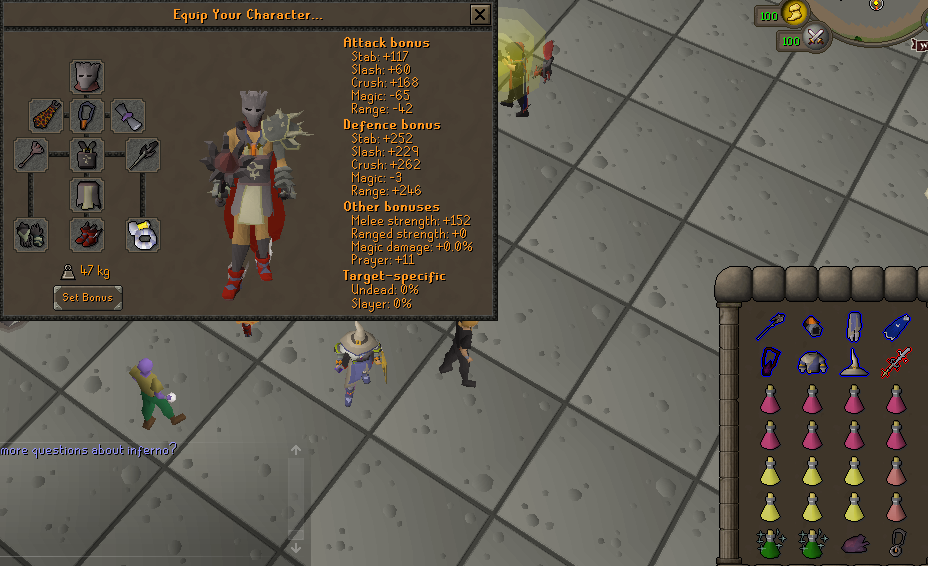 Equip Your Character...
Attack bonus
Stab: +117
Slash: +60
Crush: +168
Magic: -65
Range: -42
Defence bonus
Stab: +252
Slash: +229
Crush: +262
Magic: -3
Range: +246
Other bonuses
Melee strength: +152
Ranged strength: +0
Magic damage: +0.0%
Prayer: +11
Target-specific
Undead: 0%
Slayer: 0%
47 kg
Set Bonus
100
100
W
more questions about inferno?